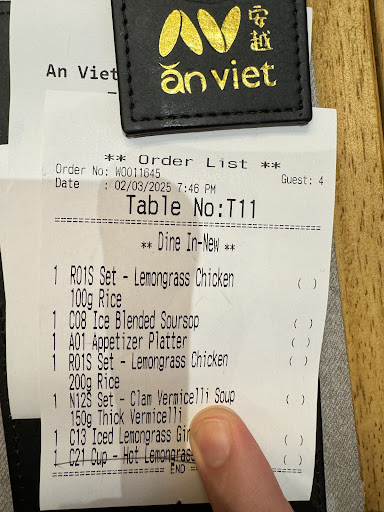 安
越
ăn việt
An Viet
** Order List **
Order No: W0011645
Guest: 4
Date : 02/03/2025 7:46 PM
Table No:T11
** Dine In-New **
1 R01S Set - Lemongrass Chicken ( )
100g Rice
1 C08 Ice Blended Soursop ( )
1 A01 Appetizer Platter ( )
1 R01S Set - Lemongrass Chicken ( )
200g Rice
1 N12S Set - Clam Vermicelli Soup ( )
150g Thick Vermicelli
1 C13 Iced Lemongrass ( )
1 C21 Cup - Hot ( )
END